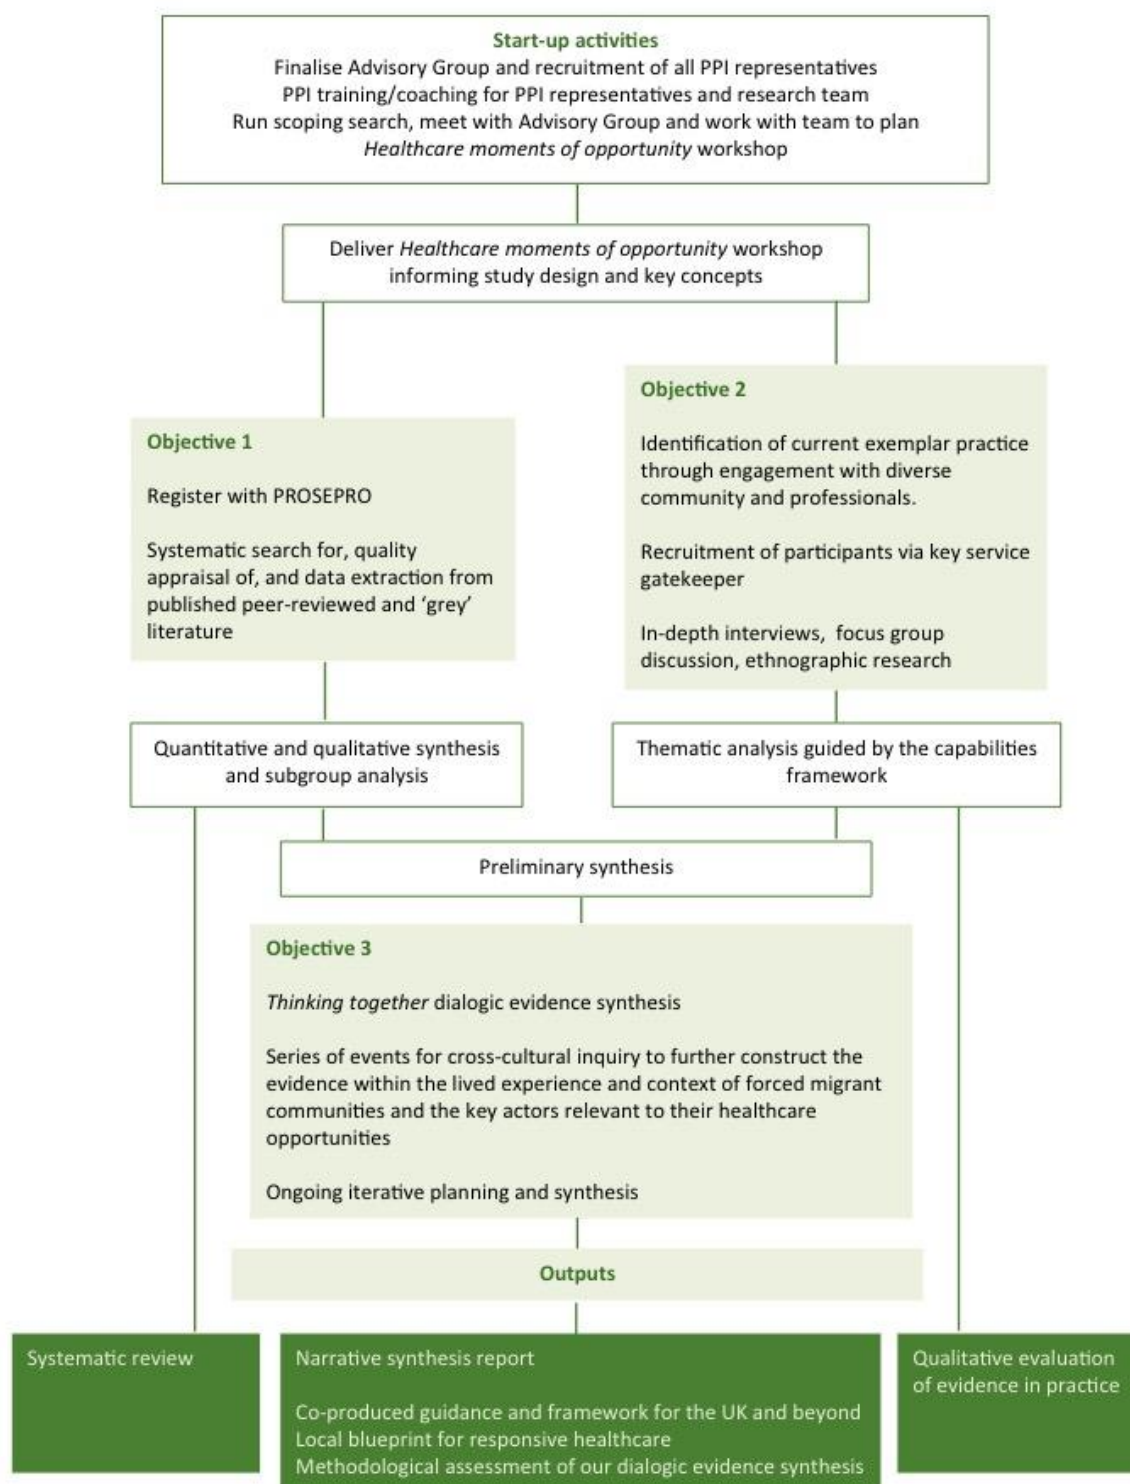 Start-up activities
Finalise Advisory Group and recruitment of all PPI representatives
PPI training/coaching for PPI representatives and research team
Run scoping search, meet with Advisory Group and work with team to plan
Healthcare moments of opportunity workshop
Deliver Healthcare moments of opportunity workshop
informing study design and key concepts
Objective 1
Register with PROSEPRO
Systematic search for, quality
appraisal of, and data extraction from
published peer-reviewed and ‘grey’
literature
Objective 2
Identification of current exemplar practice
through engagement with diverse
community and professionals.
Recruitment of participants via key service
gatekeeper
In-depth interviews, focus group
discussion, ethnographic research
Quantitative and qualitative synthesis
and subgroup analysis
Thematic analysis guided by the capabilities
framework
Preliminary synthesis
Objective 3
Thinking together dialogic evidence synthesis
Series of events for cross-cultural inquiry to further construct the
evidence within the lived experience and context of forced migrant
communities and the key actors relevant to their healthcare
opportunities
Ongoing iterative planning and synthesis
Outputs
Systematic review
Narrative synthesis report
Co-produced guidance and framework for the UK and beyond
Local blueprint for responsive healthcare
Methodological assessment of our dialogic evidence synthesis
Qualitative evaluation
of evidence in practice